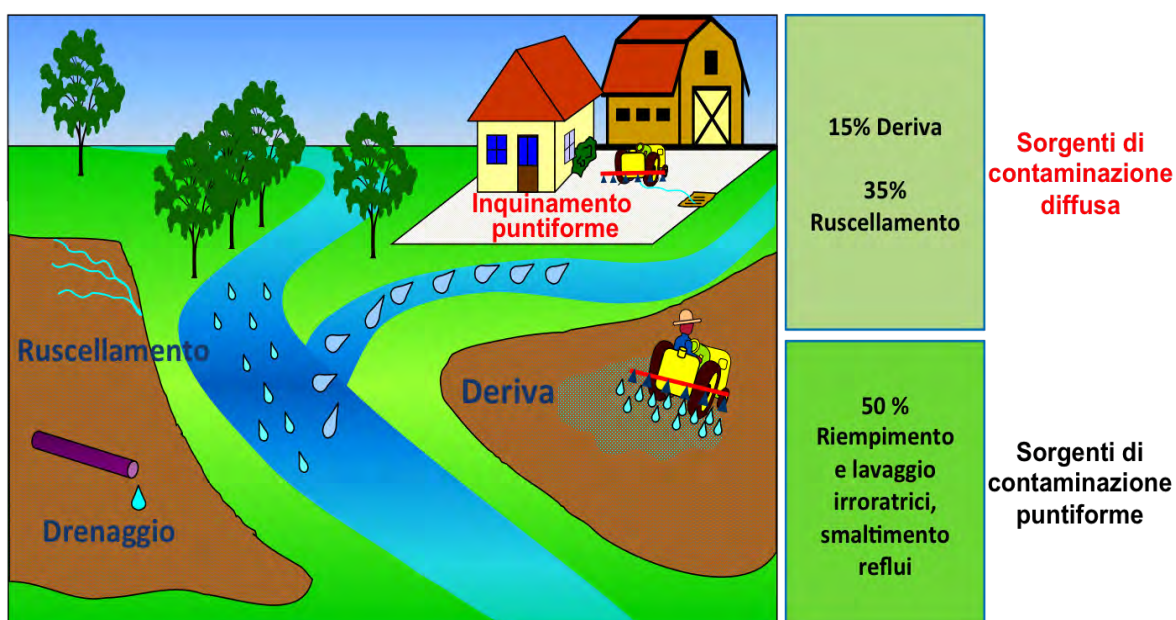 Inquinamento
puntiforme
Ruscellamento
Deriva
Drenaggio
15% Deriva
35%
Ruscellamento
Sorgenti di
contaminazione
diffusa
50 %
Riempimento
e lavaggio
irroratrici,
smaltimento
reflui
Sorgenti di
contaminazione
puntiforme